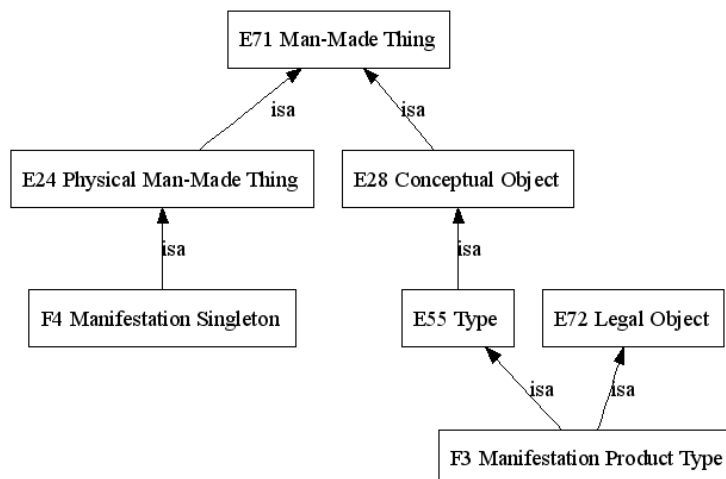 E71 Man-Made Thing
isa
isa
E24 Physical Man-Made Thing
E28 Conceptual Object
isa
isa
F4 Manifestation Singleton
E55 Type
E72 Legal Object
isa
isa
F3 Manifestation Product Type